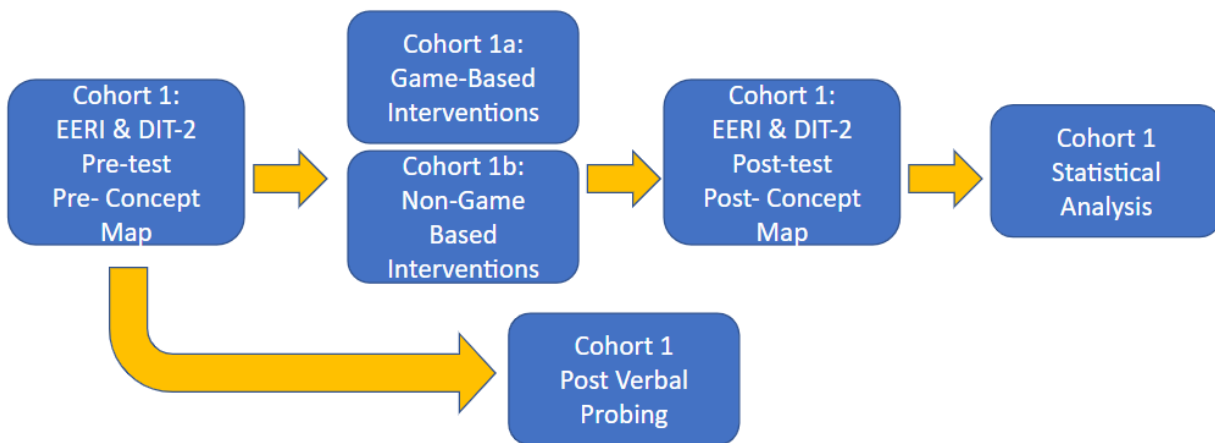 Cohort 1:
EERI & DIT-2
Pre-test
Pre- Concept
Map
Cohort 1a:
Game-Based
Interventions
Cohort 1b:
Non-Game
Based
Interventions
Cohort 1:
EERI & DIT-2
Post-test
Post- Concept
Map
Cohort 1
Statistical
Analysis
Cohort 1
Post Verbal
Probing